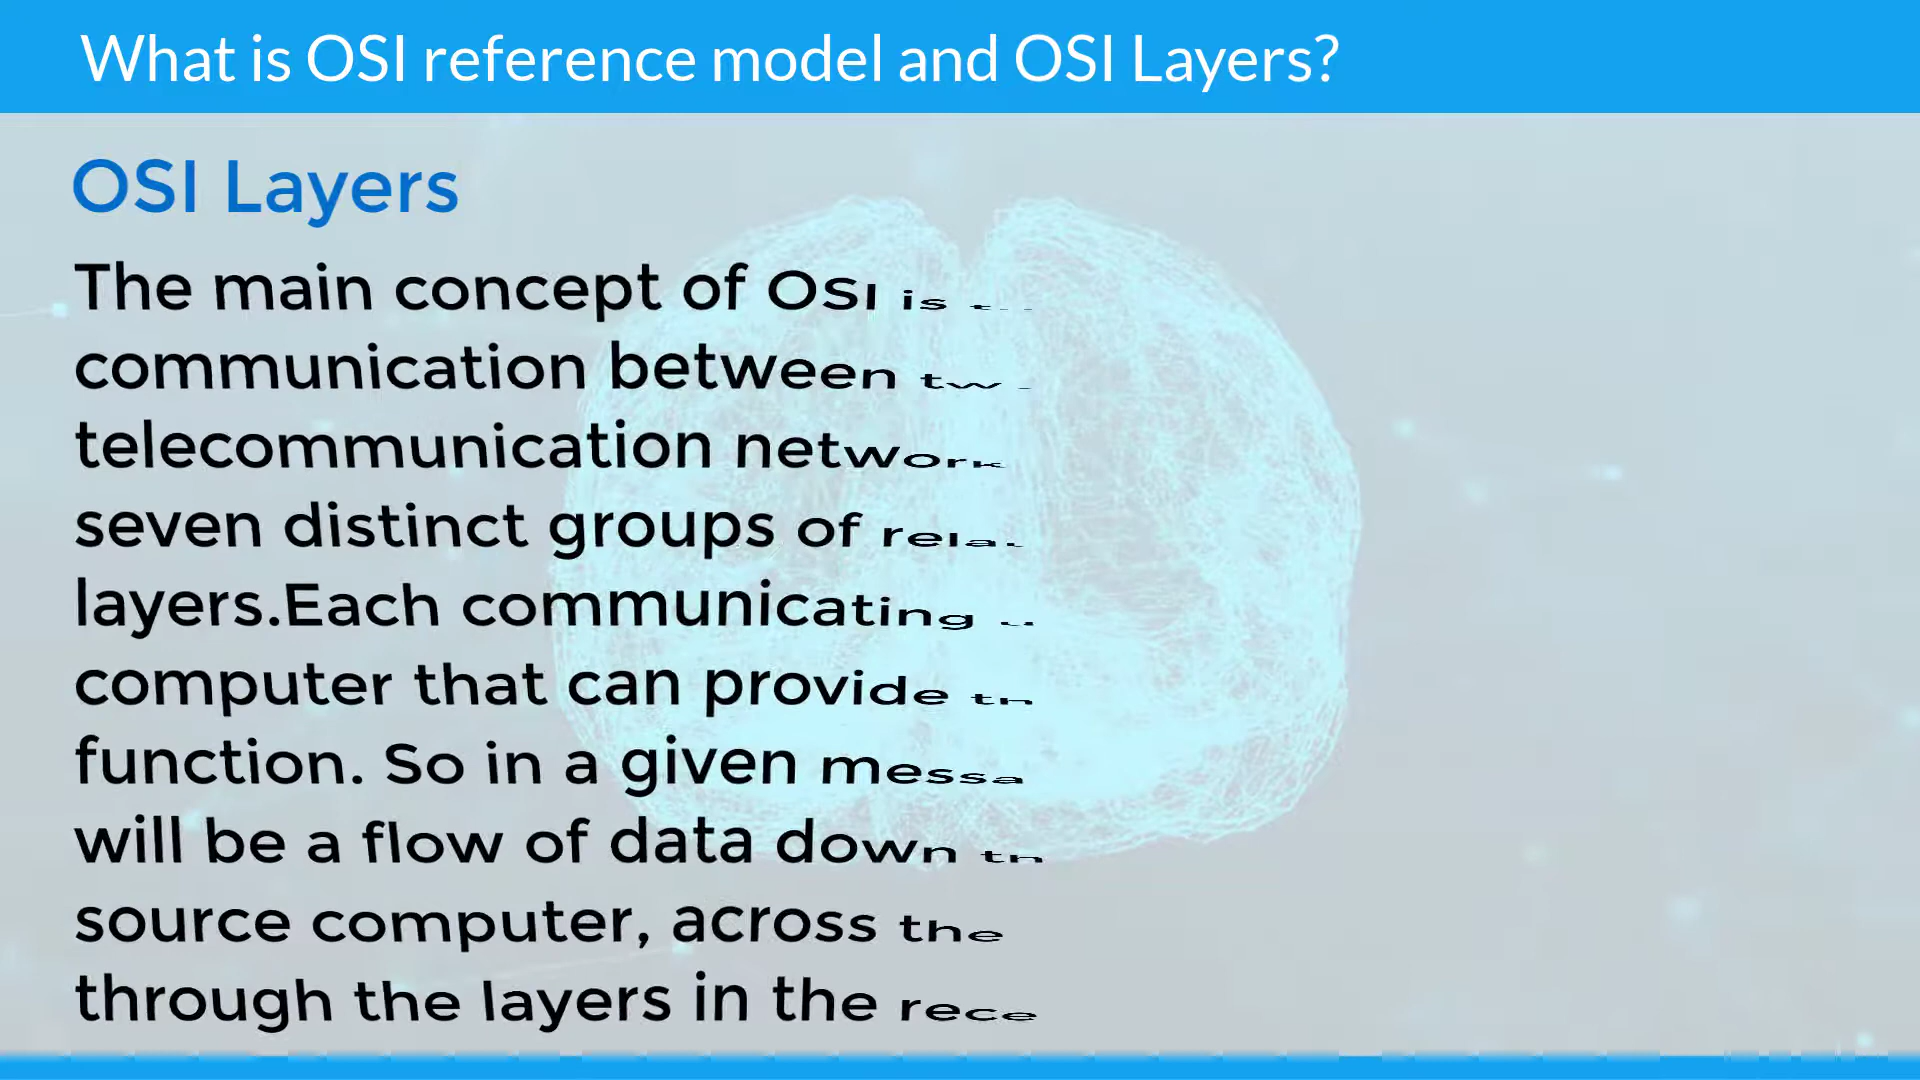 What is OSI reference model and OSI Layers?
OSI Layers
The main concept of OSI is
communication between
telecommunication network
seven distinct groups of
layers.Each communicating
computer that can provide
function. So in a given
will be a flow of data down
source computer, across the
through the layers in the